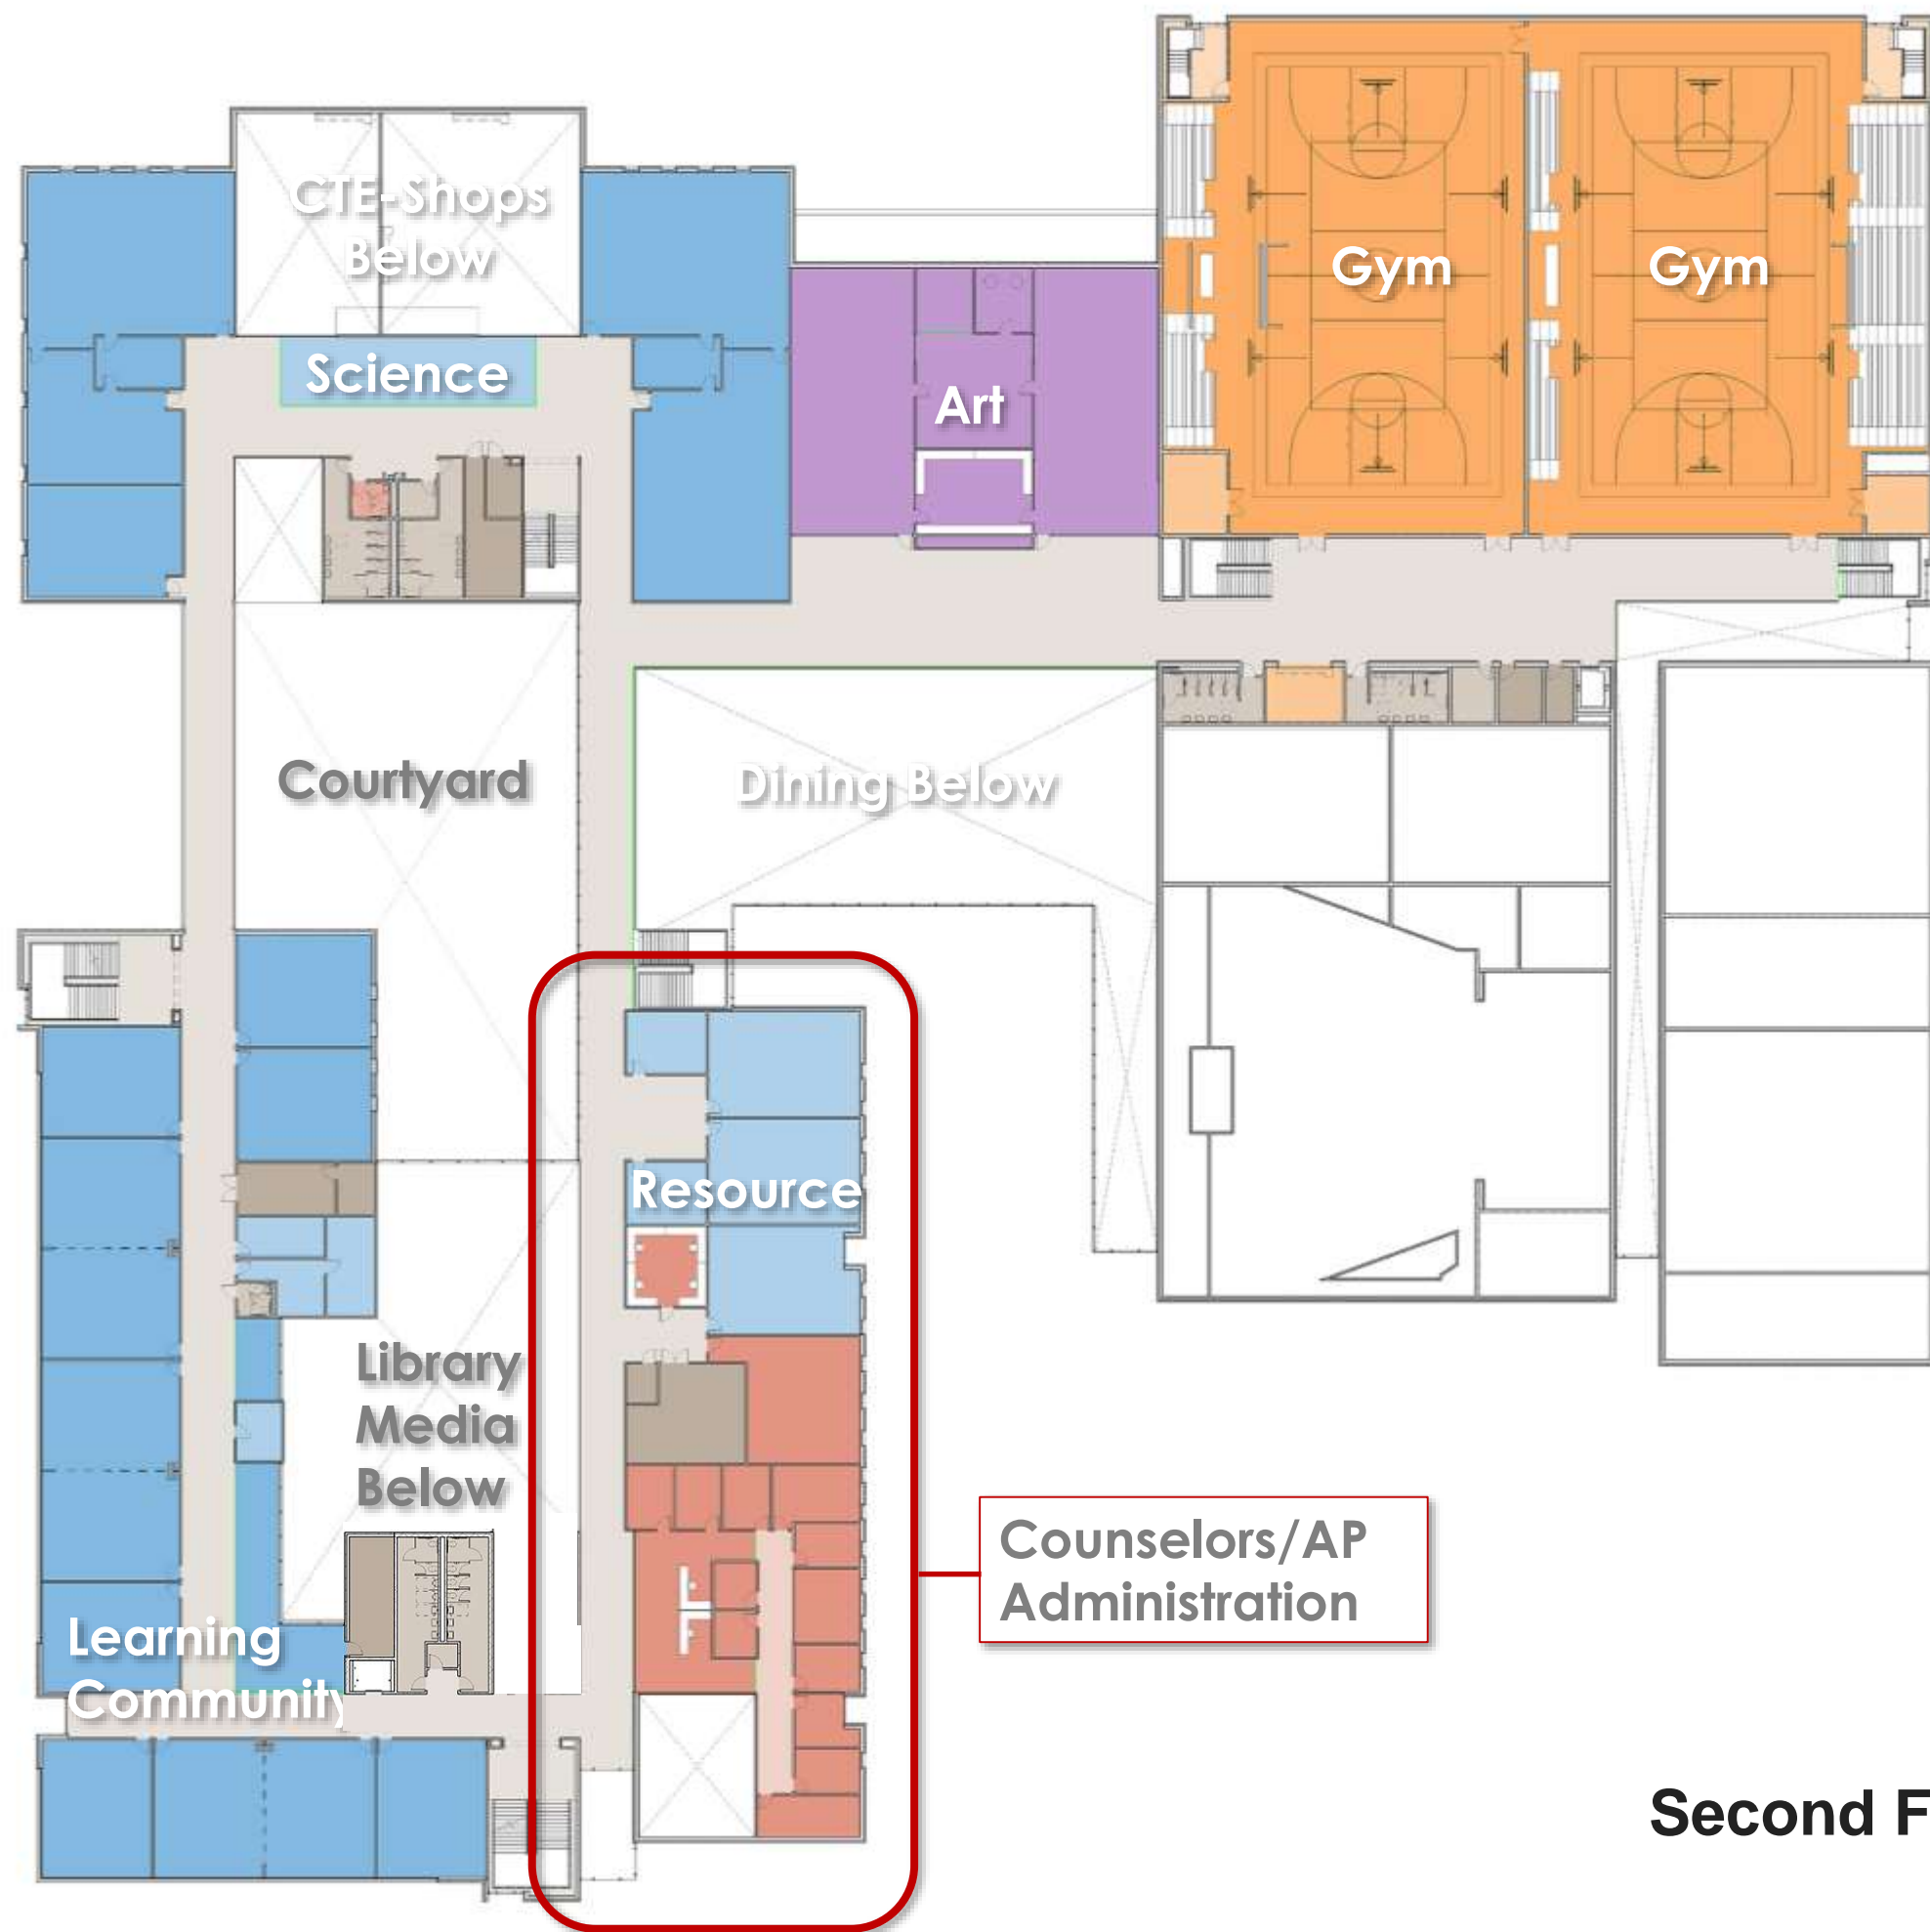 CTE-Shops
Below
Science
Art
Gym
Gym
Courtyard
Dining Below
Resource
Library
Media
Below
Counselors/AP
Administration
Learning
Community
Second F